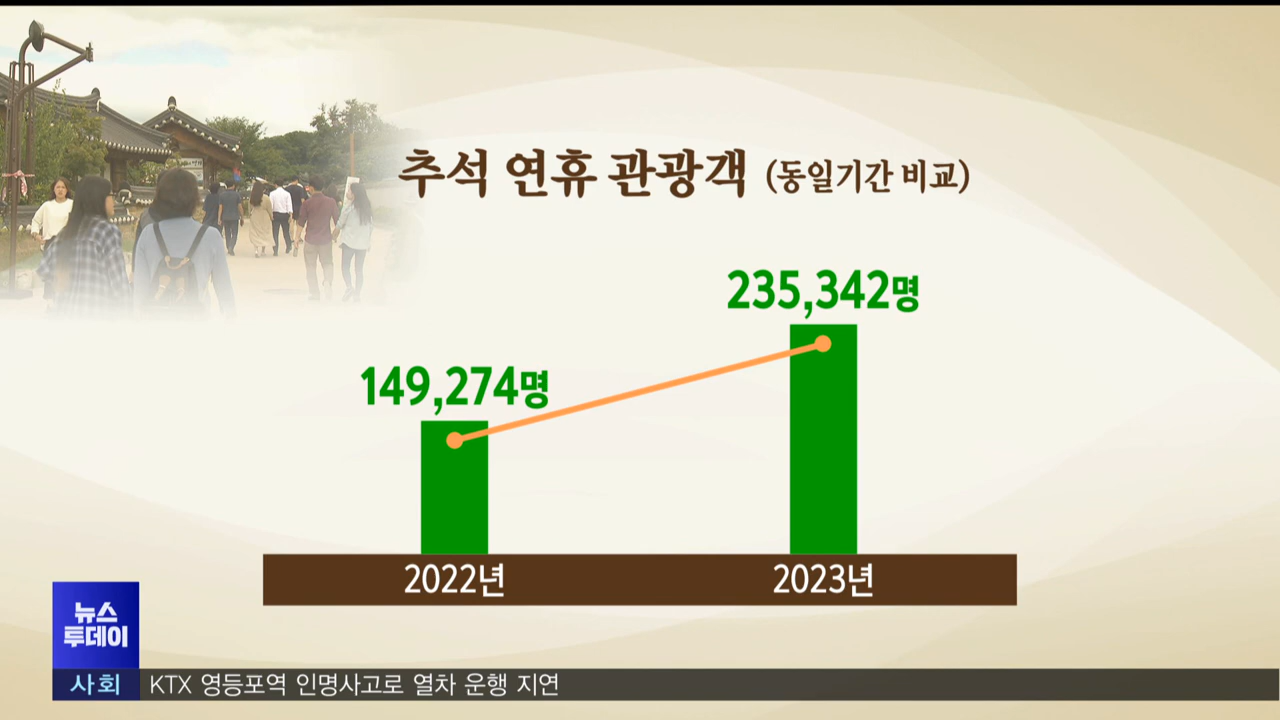 추석 연휴 관광객 (동일기간 비교)
235,342명
149,274명
2022년
2023년
뉴스
투데이
사회
KTX 영등포역 인명사고로 열차 운행 지연